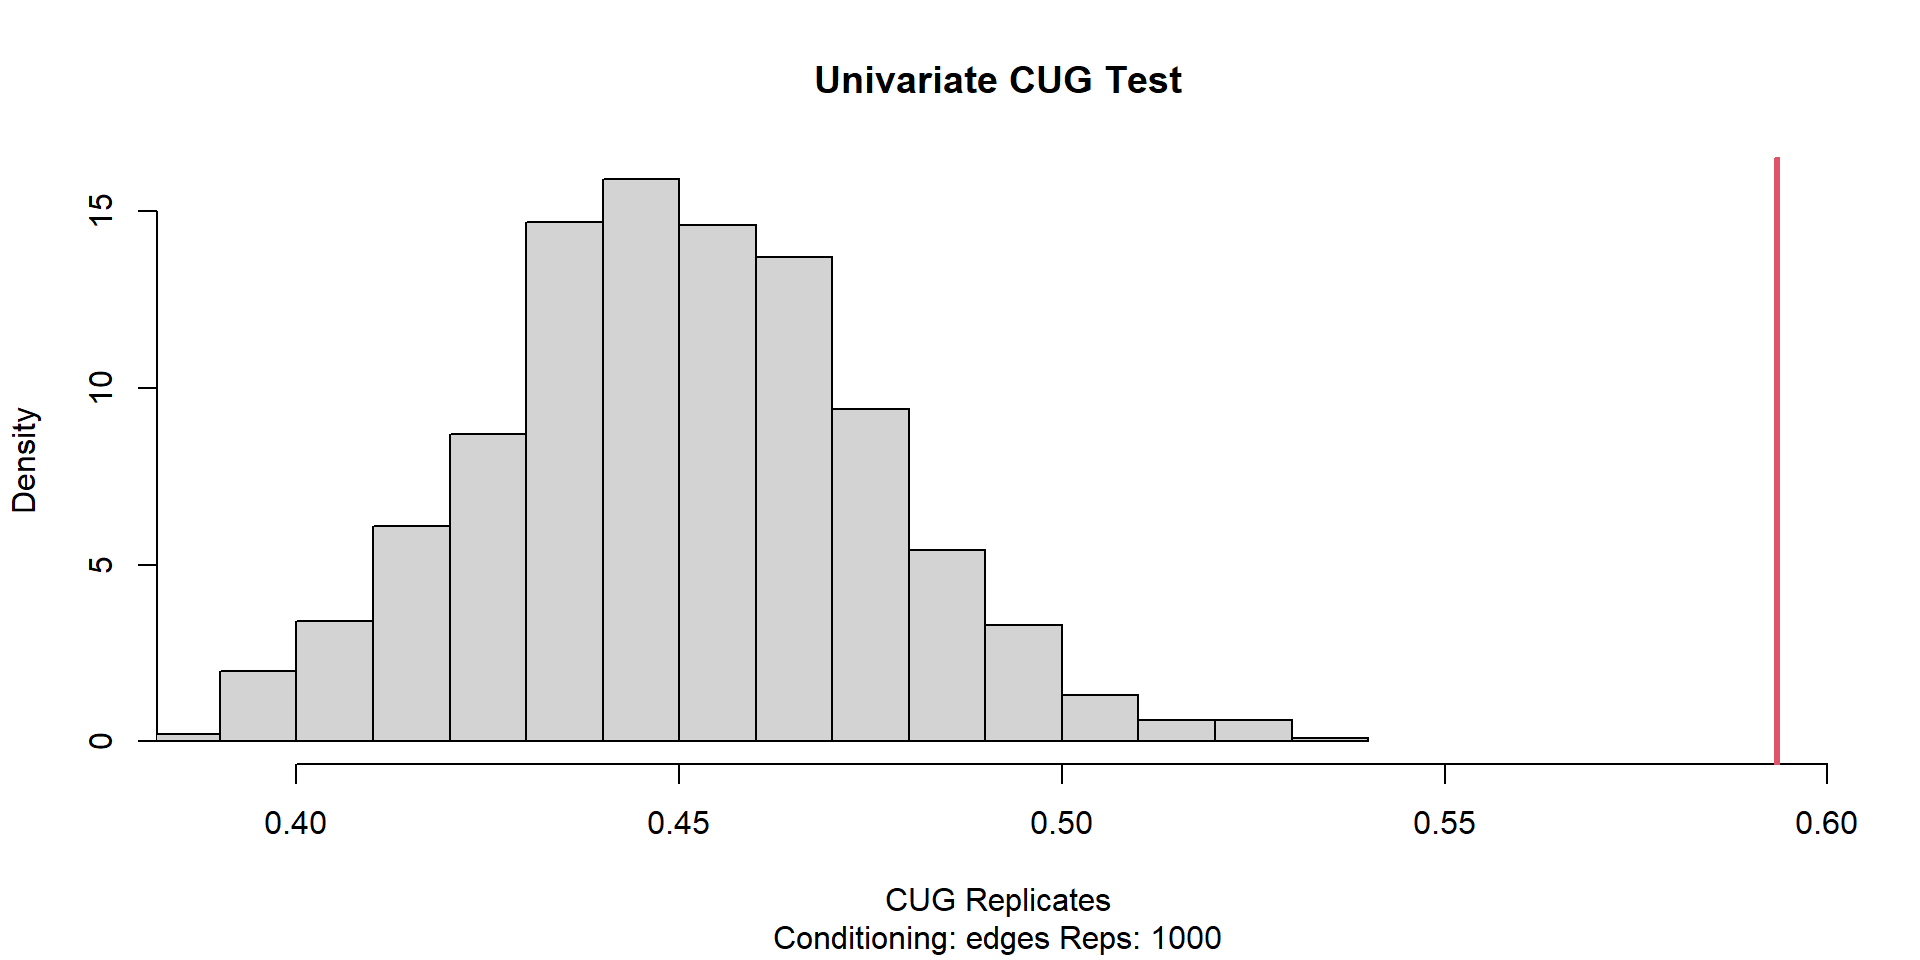 Univariate CUG Test
Density
15
10
5
0
0.40 0.45 0.50 0.55 0.60
CUG Replicates
Conditioning: edges Reps: 1000